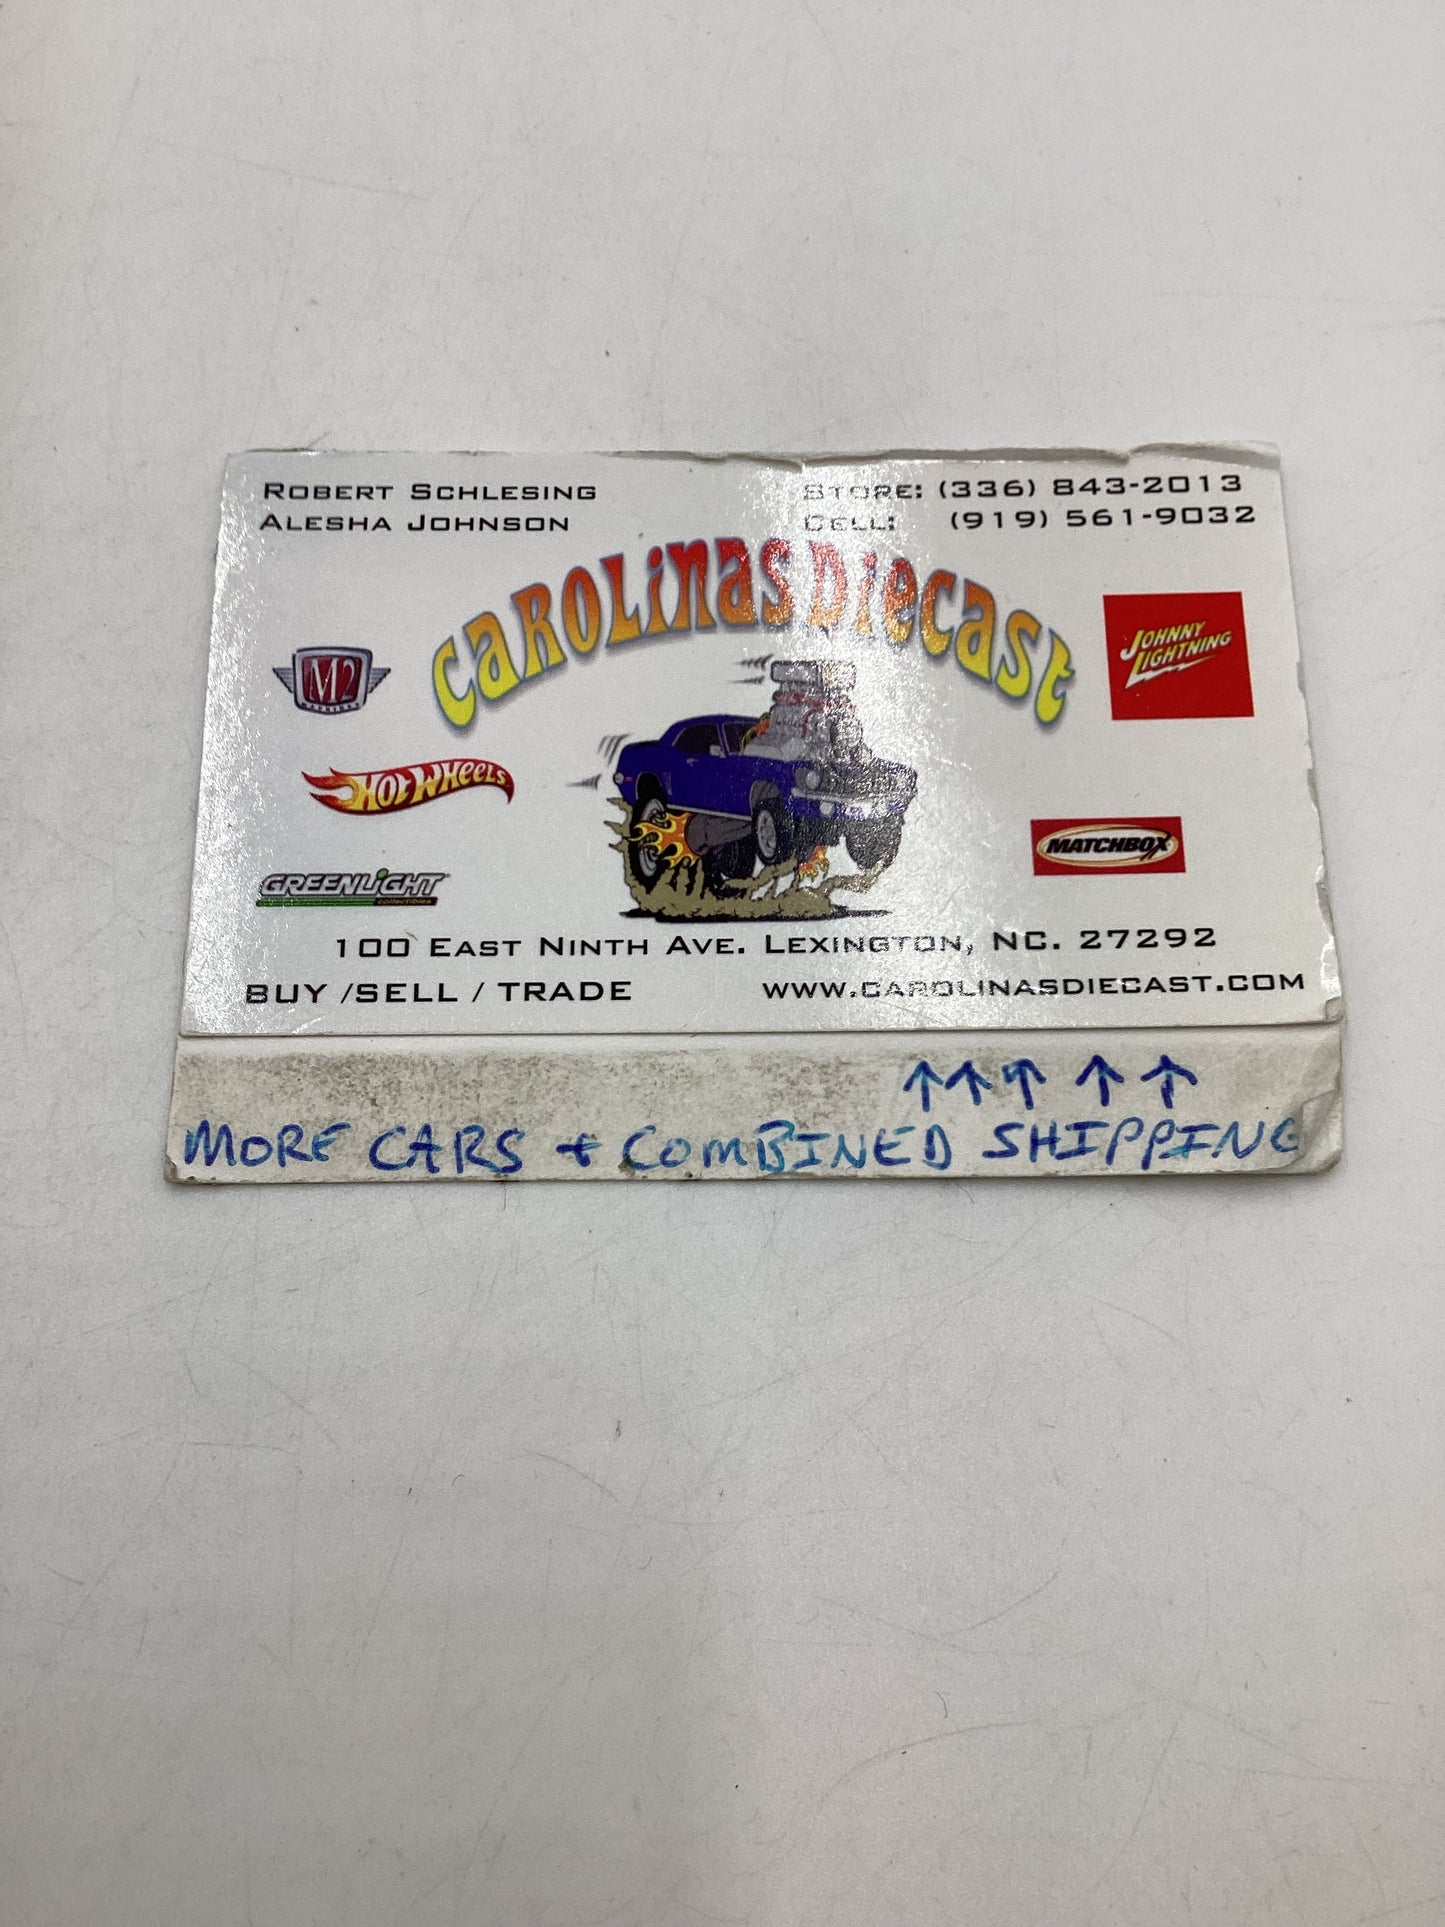 ROBERT SCHLESING
ALESHA JOHNSON
STORE: (336) 843-2013
CELL: (919) 561-9032
CAROLINAS DIECAST
M2
MACHINES
JOHNNY LIGHTNING
HOT WHEELS
MATCHBOX
GREENLIGHT
collectibles
100 EAST NINTH AVE. LEXINGTON, NC. 27292
BUY /SELL / TRADE
WWW.CAROLINASDIECAST.COM
↑↑↑↑↑
MORE CARS + COMBINED SHIPPING